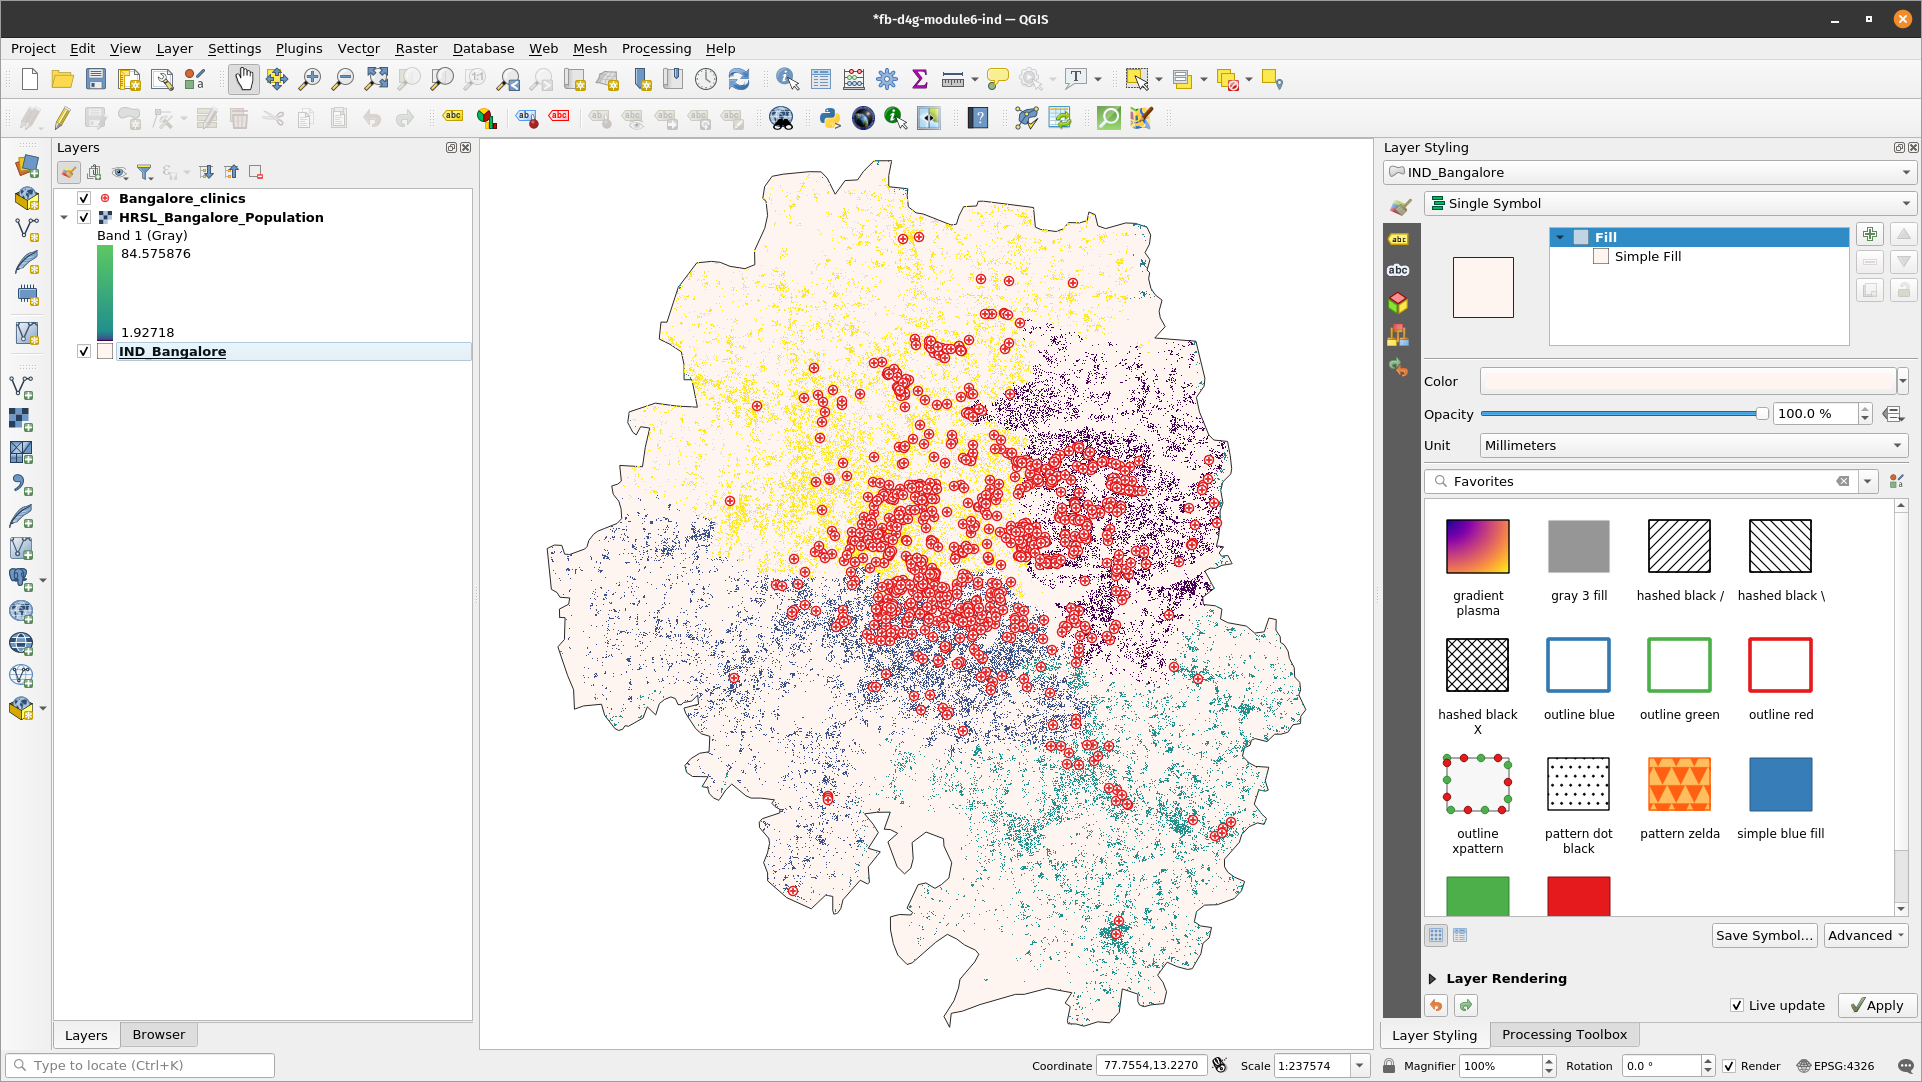 *fb-d4g-module6-ind — QGIS
Project Edit View Layer Settings Plugins Vector Raster Database Web Mesh Processing Help
Layers
Bangalore_clinics
HRSL_Bangalore_Population
Band 1 (Gray)
84.575876
1.92718
IND_Bangalore
Layers Browser
Layer Styling
IND_Bangalore
Single Symbol
Fill
Simple Fill
Color
Opacity 100.0 %
Unit Millimeters
Favorites
gradient plasma
gray 3 fill
hashed black /
hashed black \
hashed black X
outline blue
outline green
outline red
outline xpattern
pattern dot black
pattern zelda
simple blue fill
Save Symbol... Advanced
Layer Rendering
Live update Apply
Layer Styling Processing Toolbox
Type to locate (Ctrl+K) Coordinate 77.7554,13.2270 Scale 1:237574 Magnifier 100% Rotation 0.0 ° Render EPSG:4326